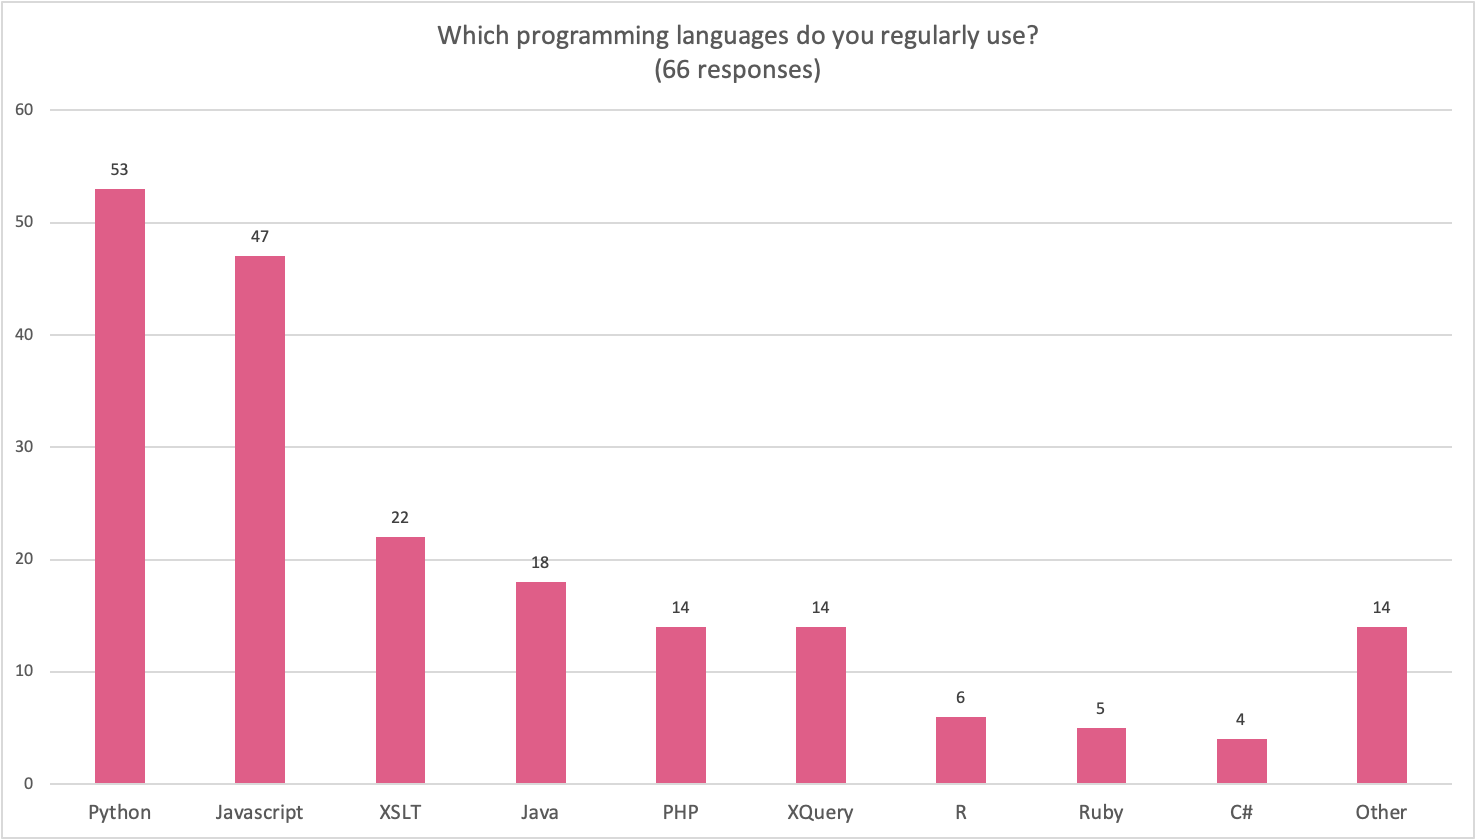 Which programming languages do you regularly use?
(66 responses)
60
50
40
30
20
10
0
53
47
22
18
14
14
6
5
4
14
Python
Javascript
XSLT
Java
PHP
XQuery
R
Ruby
C#
Other